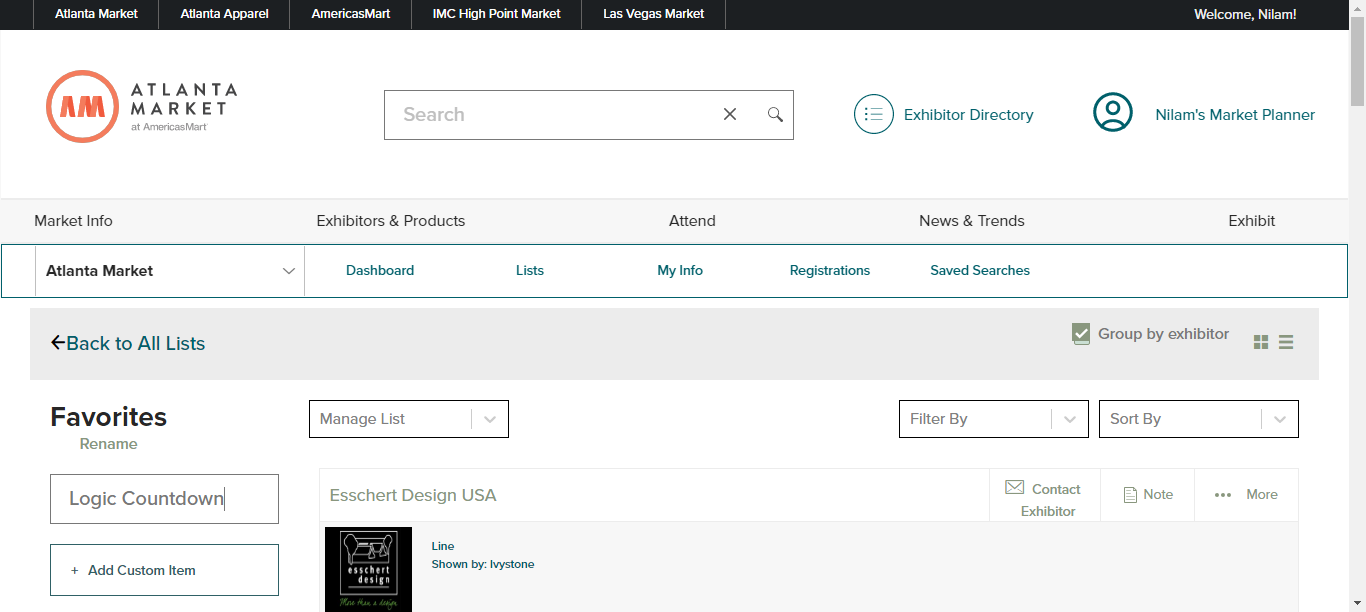 Atlanta Market
Atlanta Apparel
AmericasMart
IMC High Point Market
Las Vegas Market
Welcome, Nilam!
AM
ATLANTA
MARKET
at AmericasMart
Search
Exhibitor Directory
Nilam's Market Planner
Market Info
Exhibitors & Products
Attend
News & Trends
Exhibit
Atlanta Market
Dashboard
Lists
My Info
Registrations
Saved Searches
Back to All Lists
Group by exhibitor
Favorites
Rename
Manage List
Filter By
Sort By
Logic Countdown
+ Add Custom Item
Esschert Design USA
Contact
Exhibitor
Note
More
esschert
design
More than a design
Line
Shown by: Ivystone